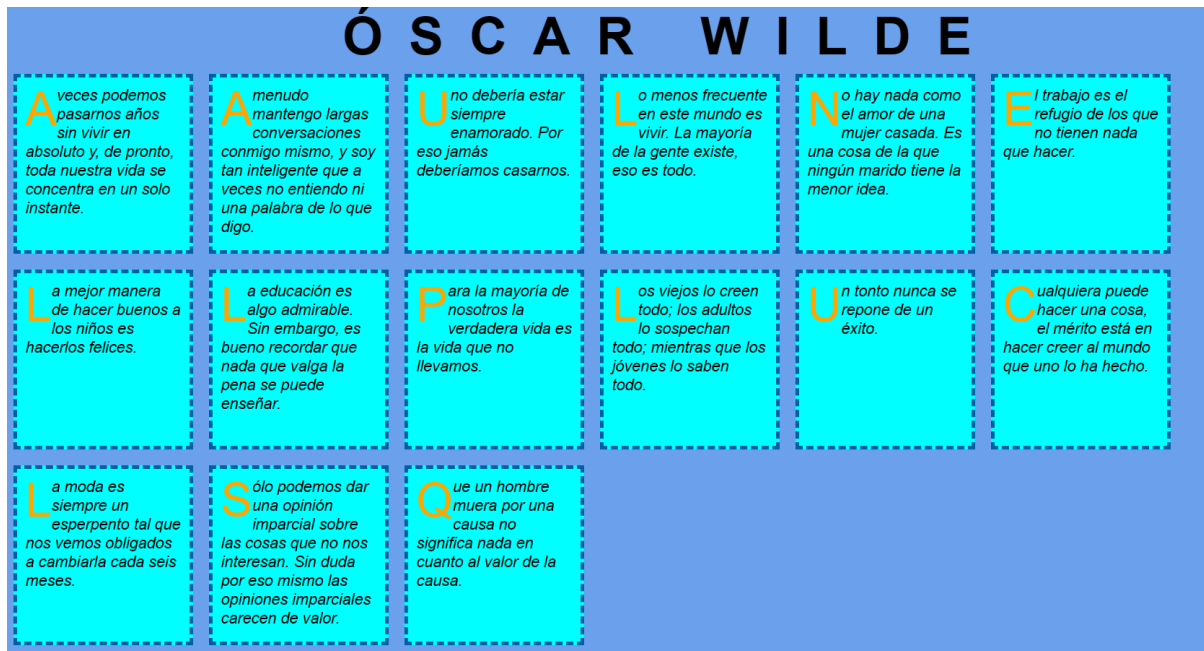 ÓSCAR WILDE
A veces podemos
pasarnos años
sin vivir en
absoluto y, de pronto,
toda nuestra vida se
concentra en un solo
instante.
A menudo
mantengo largas
conversaciones
conmigo mismo, y soy
tan inteligente que a
veces no entiendo ni
una palabra de lo que
digo.
Uno debería estar
siempre
enamorado. Por
eso jamás
deberíamos casarnos.
Lo menos frecuente
en este mundo es
vivir. La mayoría
de la gente existe,
eso es todo.
No hay nada como
el amor de una
mujer casada. Es
una cosa de la que
ningún marido tiene la
menor idea.
El trabajo es el
refugio de los que
no tienen nada
que hacer.
La mejor manera
de hacer buenos a
los niños es
hacerlos felices.
La educación es
algo admirable.
Sin embargo, es
bueno recordar que
nada que valga la
pena se puede
enseñar.
Para la mayoría de
nosotros la
verdadera vida es
la vida que no
llevamos.
Los viejos lo creen
todo; los adultos
lo sospechan
todo; mientras que los
jóvenes lo saben
todo.
Un tonto nunca se
repone de un
éxito.
Cualquiera puede
hacer una cosa,
el mérito está en
hacer creer al mundo
que uno lo ha hecho.
La moda es
siempre un
esperpento tal que
nos vemos obligados
a cambiarla cada seis
meses.
Sólo podemos dar
una opinión
imparcial sobre
las cosas que no nos
interesan. Sin duda
por eso mismo las
opiniones imparciales
carecen de valor.
Que un hombre
muera por una
causa no
significa nada en
cuanto al valor de la
causa.